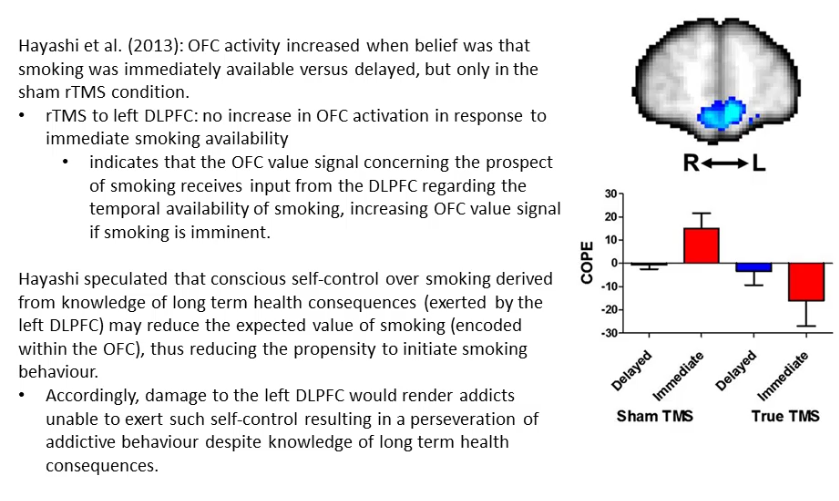 Hayashi et al. (2013): OFC activity increased when belief was that
smoking was immediately available versus delayed, but only in the
sham rTMS condition.
• rTMS to left DLPFC: no increase in OFC activation in response to
immediate smoking availability
• indicates that the OFC value signal concerning the prospect
of smoking receives input from the DLPFC regarding the
temporal availability of smoking, increasing OFC value signal
if smoking is imminent.
Hayashi speculated that conscious self-control over smoking derived
from knowledge of long term health consequences (exerted by the
left DLPFC) may reduce the expected value of smoking (encoded
within the OFC), thus reducing the propensity to initiate smoking
behaviour.
• Accordingly, damage to the left DLPFC would render addicts
unable to exert such self-control resulting in a perseveration of
addictive behaviour despite knowledge of long term health
consequences.
R↔L
COPE
30
20
10
0
-10
-20
-30
Delayed
Immediate
Delayed
Immediate
Sham TMS
True TMS